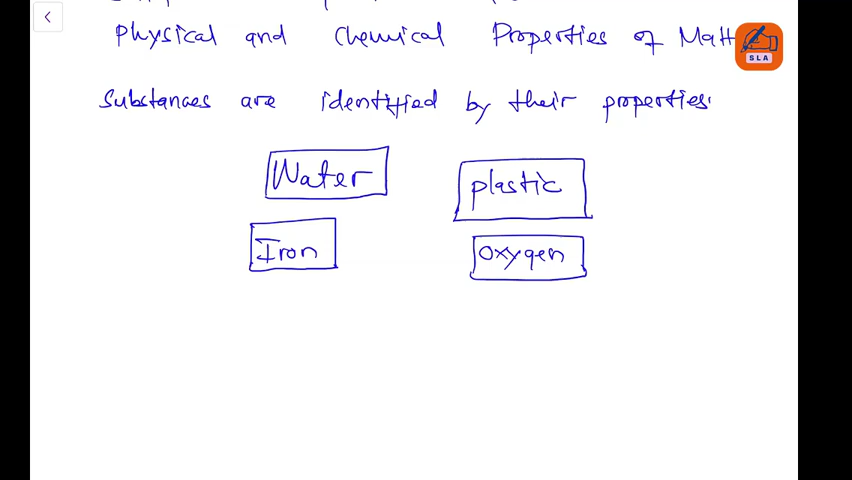 Physical and Chemical Properties of Matt
SLA
Substances are identified by their properties.
Water
plastic
Iron
Oxygen